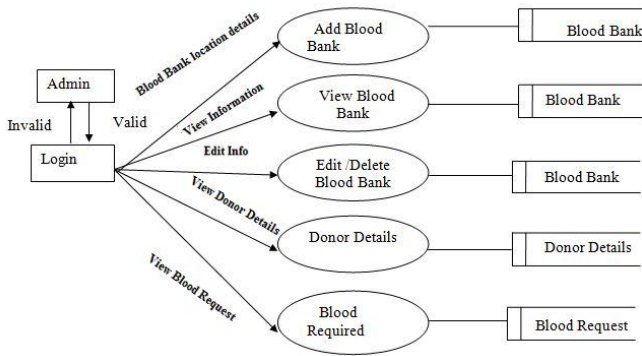 Add Blood
Bank
Blood Bank
Blood Bank location details
Admin
View Information
View Blood
Bank
Blood Bank
Invalid
Valid
Edit Info
Login
Edit /Delete
Blood Bank
Blood Bank
View Donor Details
Donor Details
Donor Details
View Blood Request
Blood
Required
Blood Request